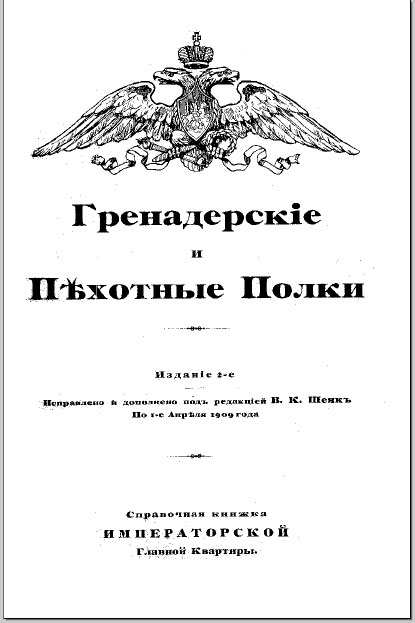 Гренадерскіе
и
Пѣхотные Полки
Изданіе 2-е
Исправлено и дополнено подъ редакціей В. К. Шенкъ
По 1-е Апрѣля 1909 года
Справочная книжка
ИМПЕРАТОРСКОЙ
Главной Квартиры.